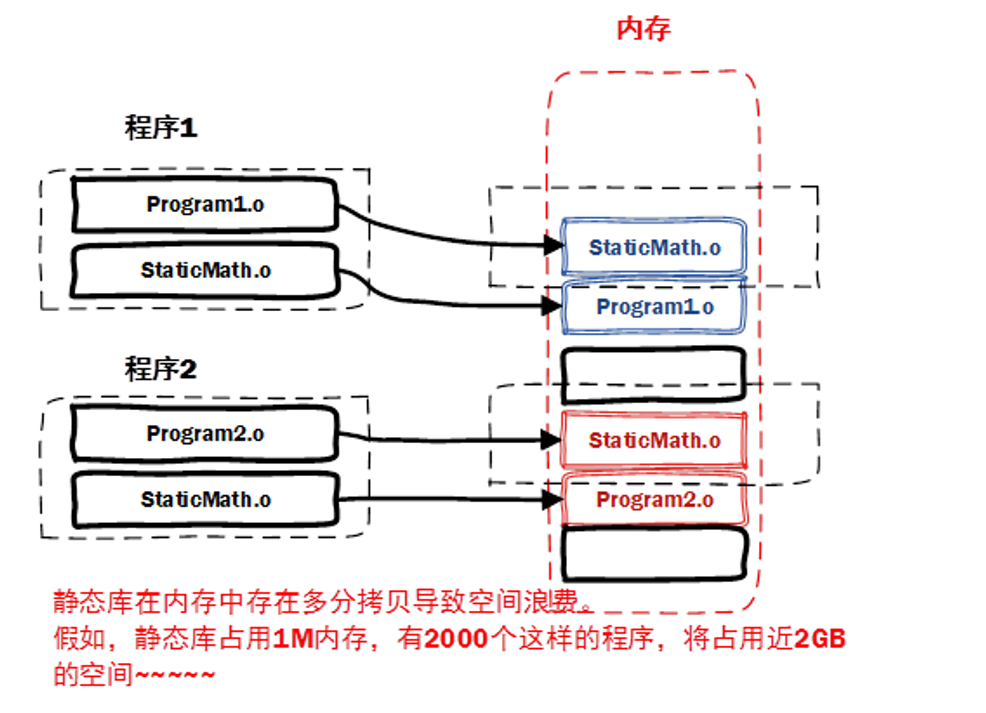 内存
程序1
Program1.o
StaticMath.o
StaticMath.o
Program1.o
程序2
Program2.o
StaticMath.o
StaticMath.o
Program2.o
静态库在内存中存在多分拷贝导致空间浪费。
假如，静态库占用1M内存，有2000个这样的程序，将占用近2GB
的空间~~~~~